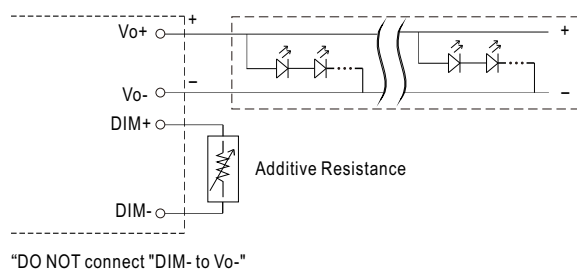 +
Vo+
+
–
–
Vo-
DIM+
Additive Resistance
DIM-
"DO NOT connect "DIM- to Vo-"